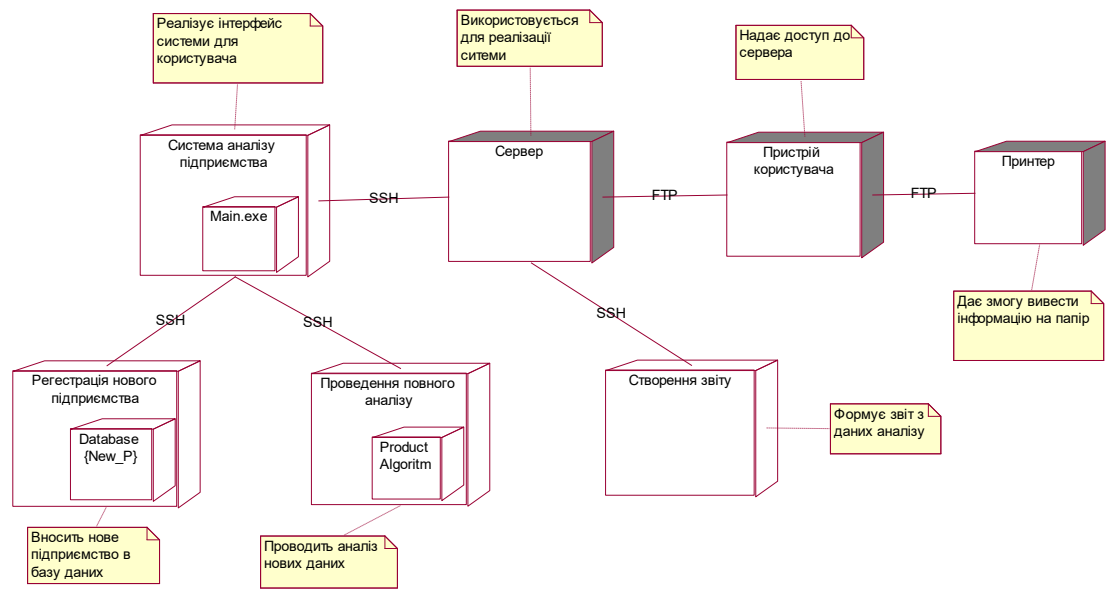 Реалізує інтерфейс
системи для
користувача
Використовується
для реалізації
ситеми
Надає доступ до
сервера
Система аналізу
підприємства
Main.exe
SSH
Сервер
FTP
Пристрій
користувача
FTP
Принтер
Дає змогу вивести
інформацію на папір
SSH
SSH
SSH
Регестрація нового
підприємства
Database
{New_P}
Проведення повного
аналізу
Product
Algoritm
Створення звіту
Формує звіт з
даних аналізу
Вносить нове
підприємство в
базу даних
Проводить аналіз
нових даних